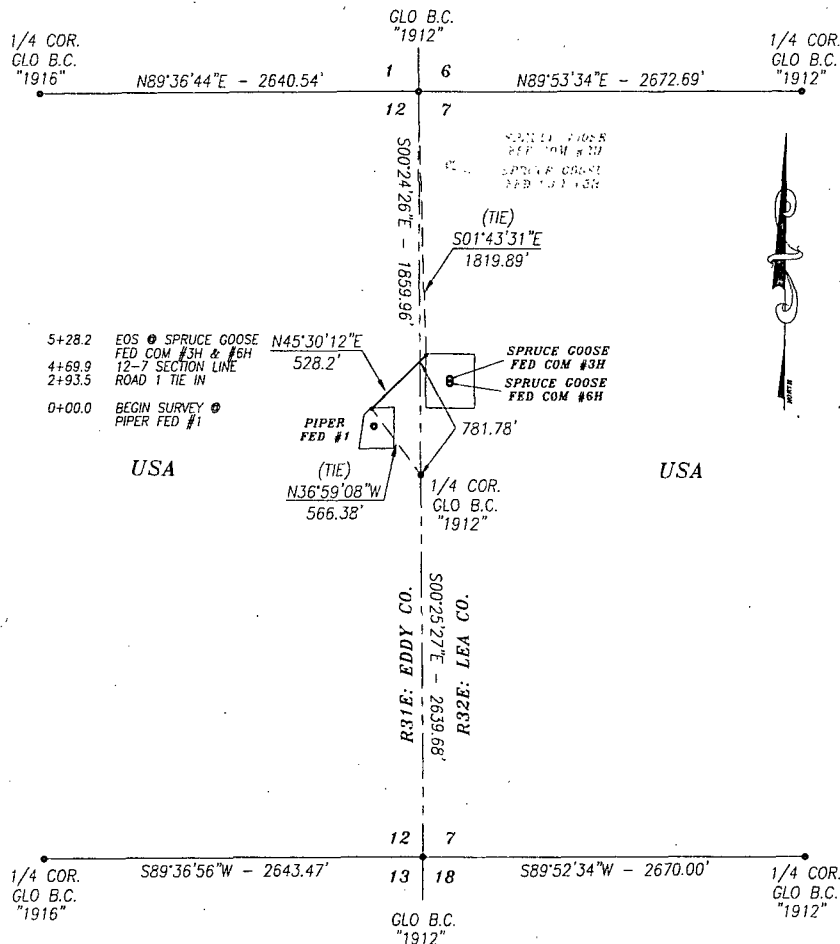 GLO B.C.
"1912"
1/4 COR.
GLO B.C.
"1916"
1/4 COR.
GLO B.C.
"1912"
N89°36'44"E - 2640.54'
1 6
N89°53'34"E - 2672.69'
12 7
S00°24'26"E - 1859.96'
(TIE)
S01°43'31"E
1819.89'
5+28.2 EOS @ SPRUCE GOOSE
FED COM #3H & #6H
4+69.9 12-7 SECTION LINE
2+93.5 ROAD 1 TIE IN
0+00.0 BEGIN SURVEY @
PIPER FED #1
N45°30'12"E
528.2'
SPRUCE GOOSE
FED COM #3H
SPRUCE GOOSE
FED COM #6H
PIPER
FED #1
781.78'
NORTH
USA
(TIE)
N36°59'08"W
566.38'
1/4 COR.
GLO B.C.
"1912"
USA
R31E: EDDY CO.
S00°25'27"E - 2639.68'
R32E: LEA CO.
12 7
S89°36'56"W - 2643.47'
13 18
S89°52'34"W - 2670.00'
1/4 COR.
GLO B.C.
"1916"
GLO B.C.
"1912"
1/4 COR.
GLO B.C.
"1912"